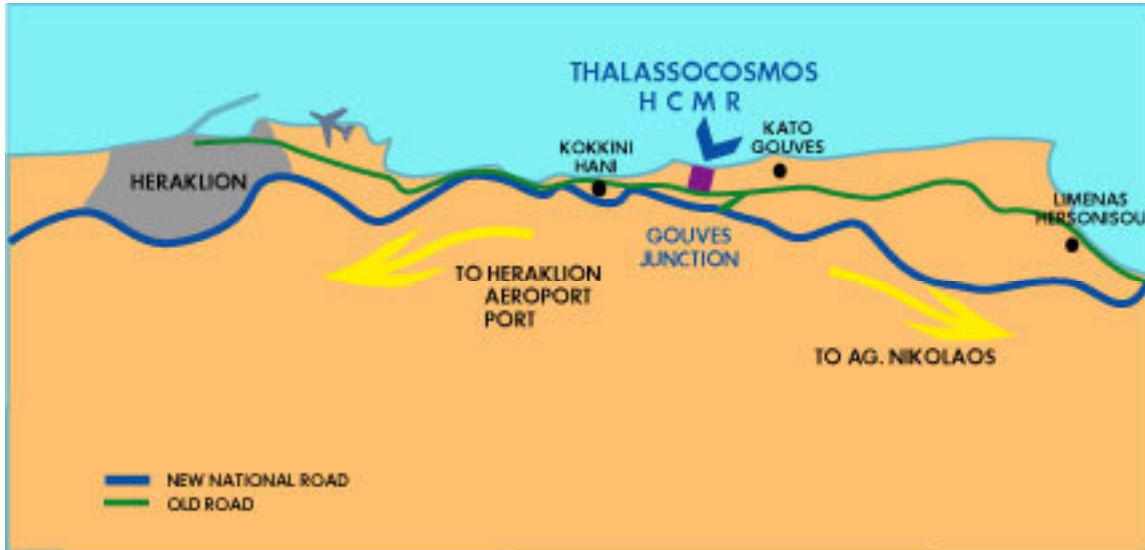 THALASSOCOSMOS
H C M R
KATO
GOUVES
KOKKINI
HANI
HERAKLION
LIMENAS
HERSONISOU
GOUVES
JUNCTION
TO HERAKLION
AEROPORT
PORT
TO AG. NIKOLAOS
NEW NATIONAL ROAD
OLD ROAD